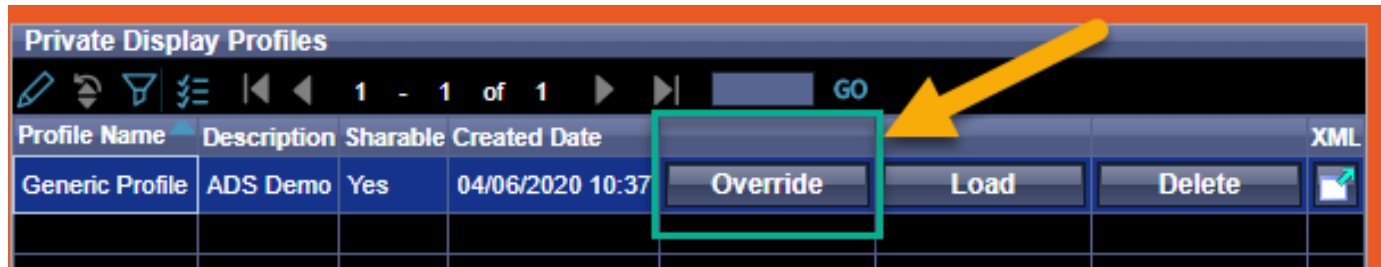 Private Display Profiles
1 - 1 of 1 GO
Profile Name Description Sharable Created Date XML
Generic Profile ADS Demo Yes 04/06/2020 10:37 Override Load Delete